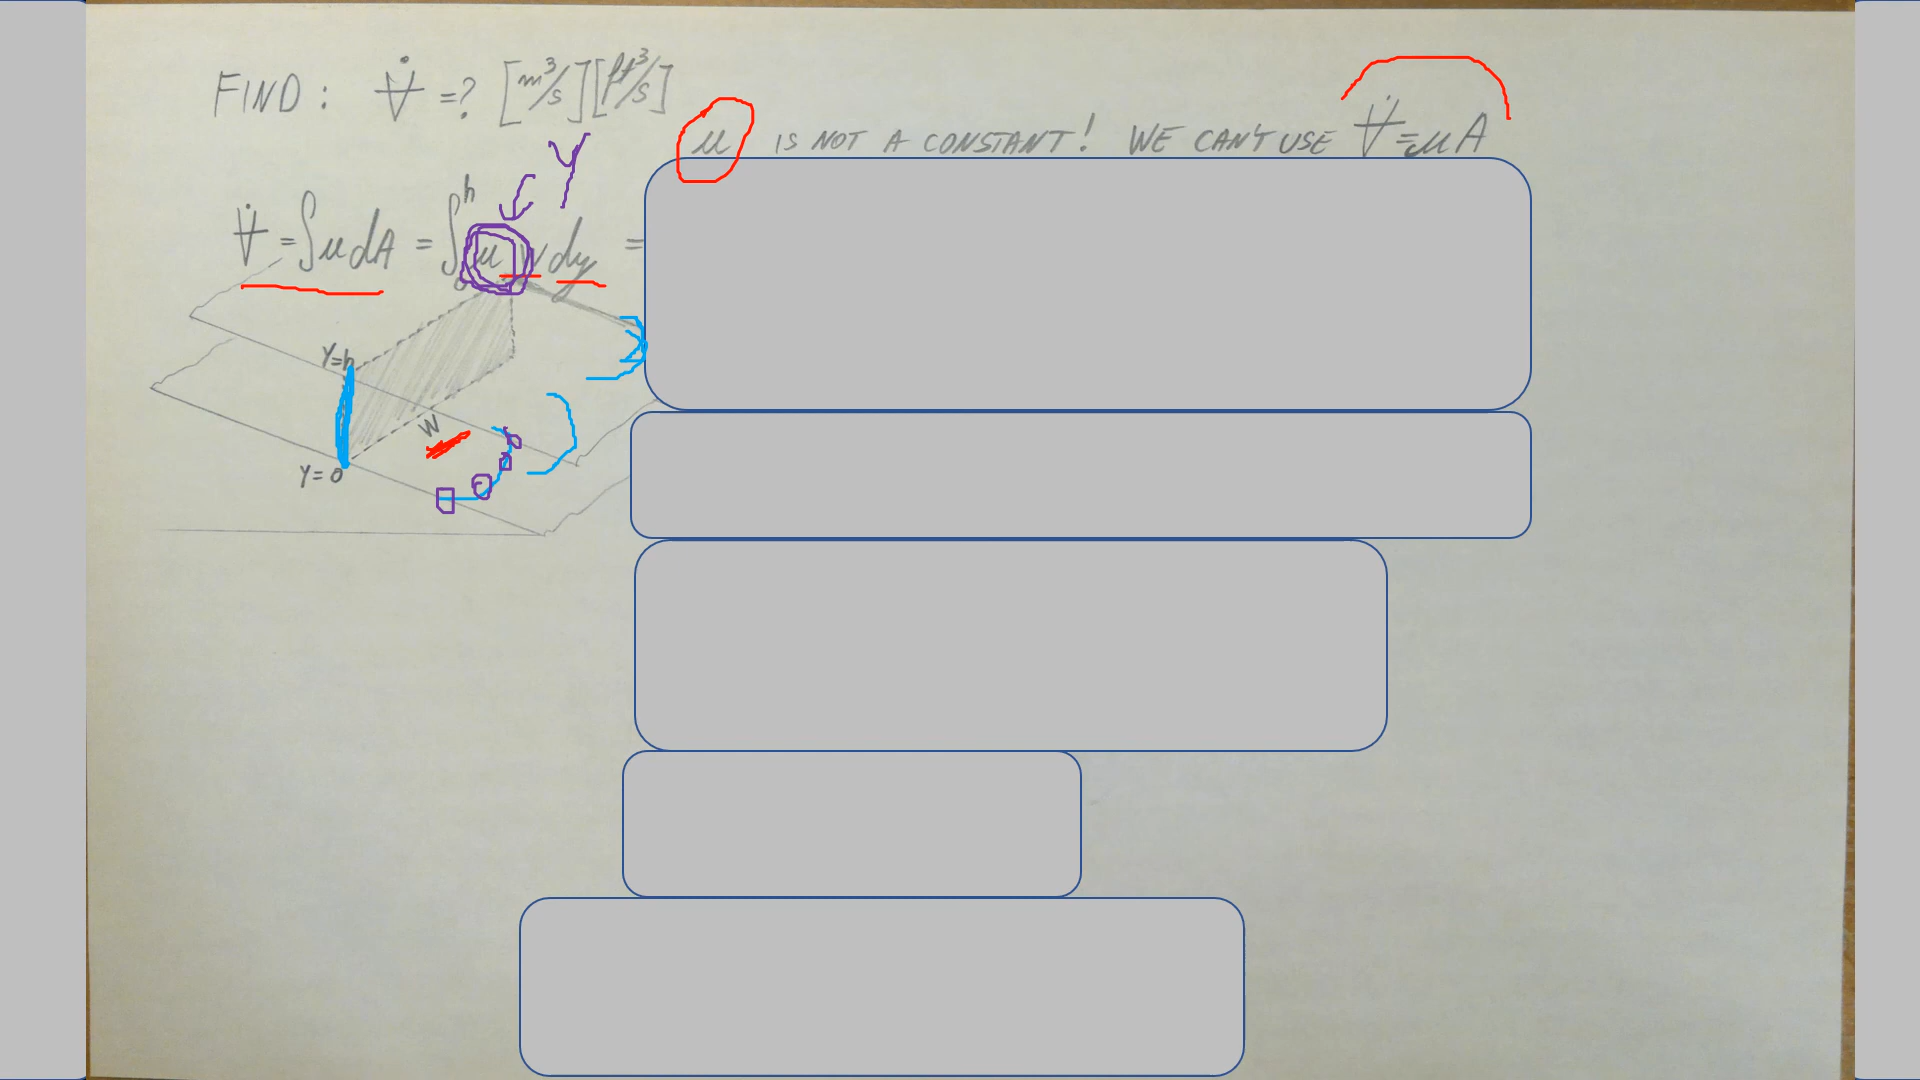 FIND: V̇ =? [m³/s][ft³/s]
u IS NOT A CONSTANT! WE CAN'T USE V̇=uA
y
V̇ = ∫u dA = ∫₀ʰ u w dy =
y=h
w
y=0